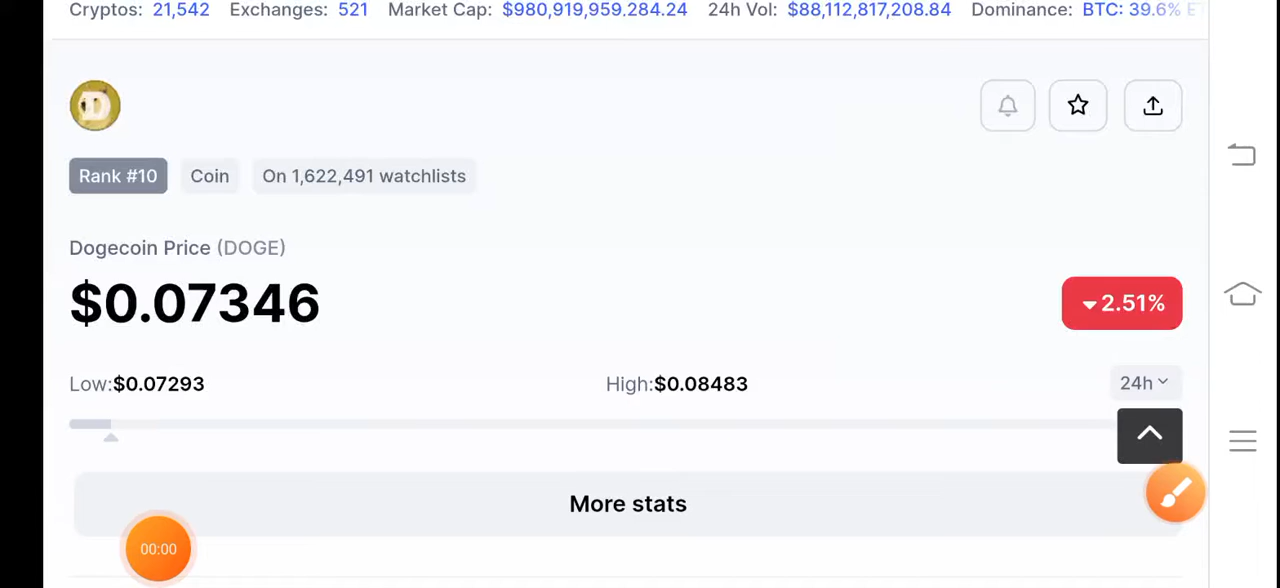 Cryptos: 21,542 Exchanges: 521 Market Cap: $980,919,959.284.24 24h Vol: $88,112,817,208.84 Dominance: BTC: 39.6%
Rank #10 Coin On 1,622,491 watchlists
Dogecoin Price (DOGE)
$0.07346 2.51%
Low:$0.07293 High:$0.08483 24h
More stats
00:00